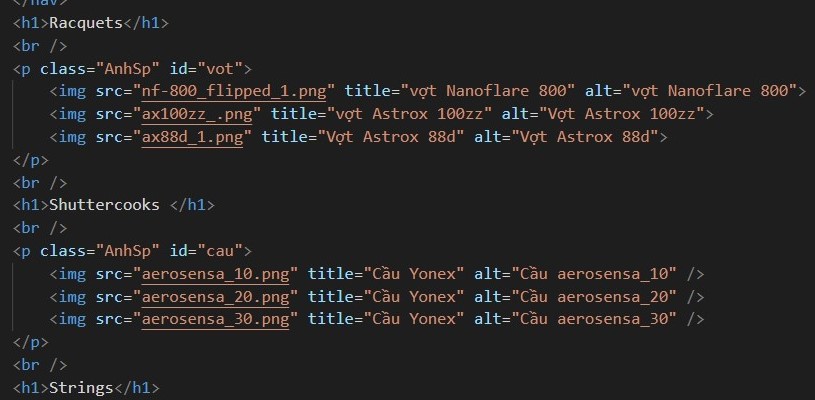 </nav>
<h1>Racquets</h1>
<br />
<p class="AnhSp" id="vot">
<img src="nf-800_flipped_1.png" title="vợt Nanoflare 800" alt="vợt Nanoflare 800">
<img src="ax100zz_.png" title="vợt Astrox 100zz" alt="Vợt Astrox 100zz">
<img src="ax88d_1.png" title="Vợt Astrox 88d" alt="Vợt Astrox 88d">
</p>
<br />
<h1>Shuttercooks </h1>
<br />
<p class="AnhSp" id="cau">
<img src="aerosensa_10.png" title="Cầu Yonex" alt="Cầu aerosensa_10" />
<img src="aerosensa_20.png" title="Cầu Yonex" alt="Cầu aerosensa_20" />
<img src="aerosensa_30.png" title="Cầu Yonex" alt="Cầu aerosensa_30" />
</p>
<br />
<h1>Strings</h1>